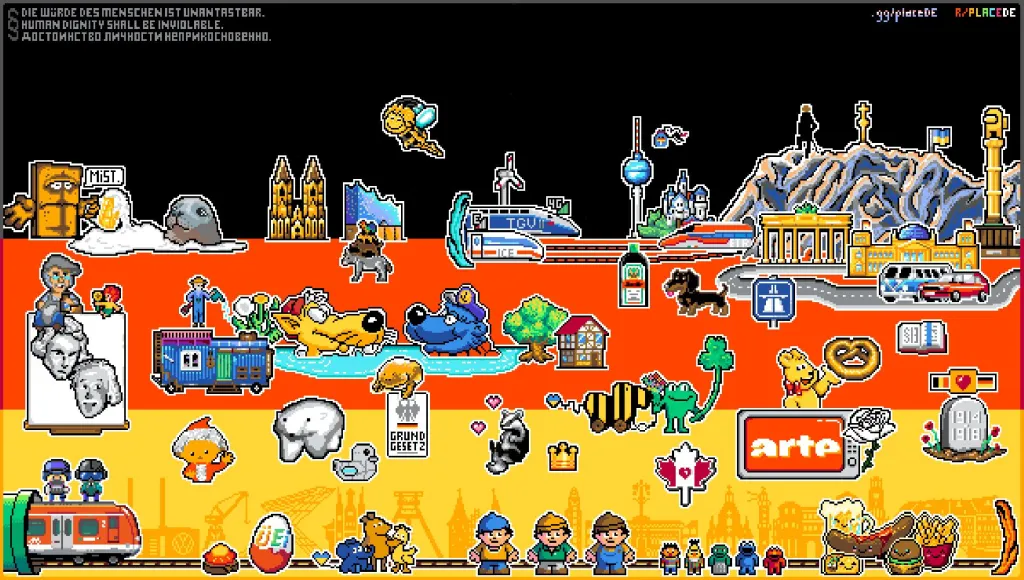 DIE WÜRDE DES MENSCHEN IST UNANTASTBAR.
HUMAN DIGNITY SHALL BE INVIOLABLE.
ДОСТОИНСТВО ЛИЧНОСТИ НЕПРИКОСНОВЕННО.
.gg/placeDE R/PLACEDE
MiST.
TGV
ICE
GRUND
GESETZ
arte
1914
1918